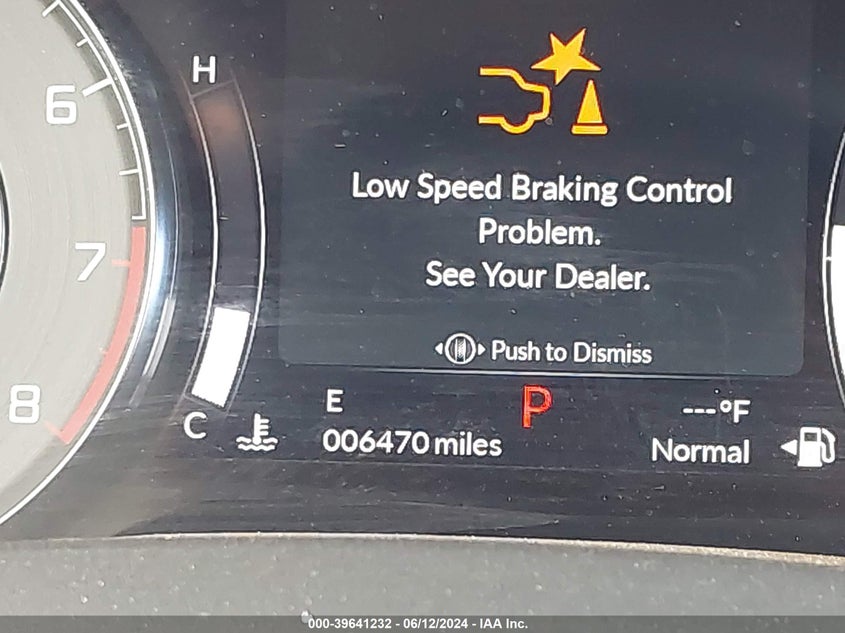 H
6
Low Speed Braking Control
Problem.
7
See Your Dealer.
Push to Dismiss
8
E
P
---°F
C
006470 miles
Normal
000-39641232 - 06/12/2024 - IAA Inc.